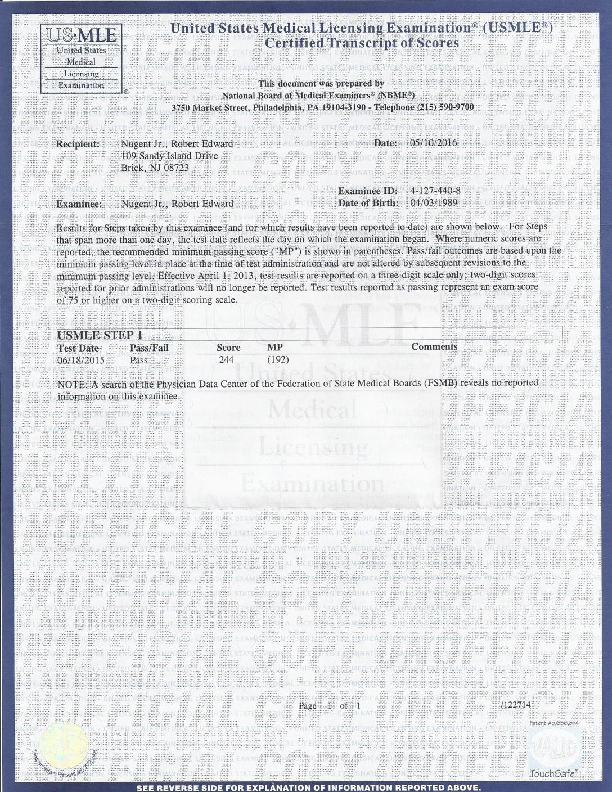 US·MLE
United States
Medical
Licensing
Examination
®
United States Medical Licensing Examination® (USMLE®)
Certified Transcript of Scores
This document was prepared by
National Board of Medical Examiners® (NBME®)
3750 Market Street, Philadelphia, PA 19104-3190 - Telephone (215) 590-9700
Recipient: Nugent Jr., Robert Edward Date: 05/10/2016
109 Sandy Island Drive
Brick, NJ 08723
Examinee ID: 4-127-440-8
Examinee: Nugent Jr., Robert Edward Date of Birth: 04/03/1989
Results for Steps taken by this examinee (and for which results have been reported to date) are shown below. For Steps
that span more than one day, the test date reflects the day on which the examination began. Where numeric scores are
reported, the recommended minimum passing score ("MP") is shown in parentheses. Pass/fail outcomes are based upon the
minimum passing level in place at the time of test administration and are not altered by subsequent revisions to the
minimum passing level. Effective April 1, 2013, test results are reported on a three-digit scale only; two-digit scores
reported for prior administrations will no longer be reported. Test results reported as passing represent an exam score
of 75 or higher on a two-digit scoring scale.
USMLE STEP 1
Test Date Pass/Fail Score MP Comments
06/18/2015 Pass 244 (192)
NOTE: A search of the Physician Data Center of the Federation of State Medical Boards (FSMB) reveals no reported
information on this examinee.
US·MLE
States
Medical
Licensing
Examination
UNOFFICIAL COPY
Page 1 of 1 1122744
TouchSafe®
SEE REVERSE SIDE FOR EXPLANATION OF INFORMATION REPORTED ABOVE.